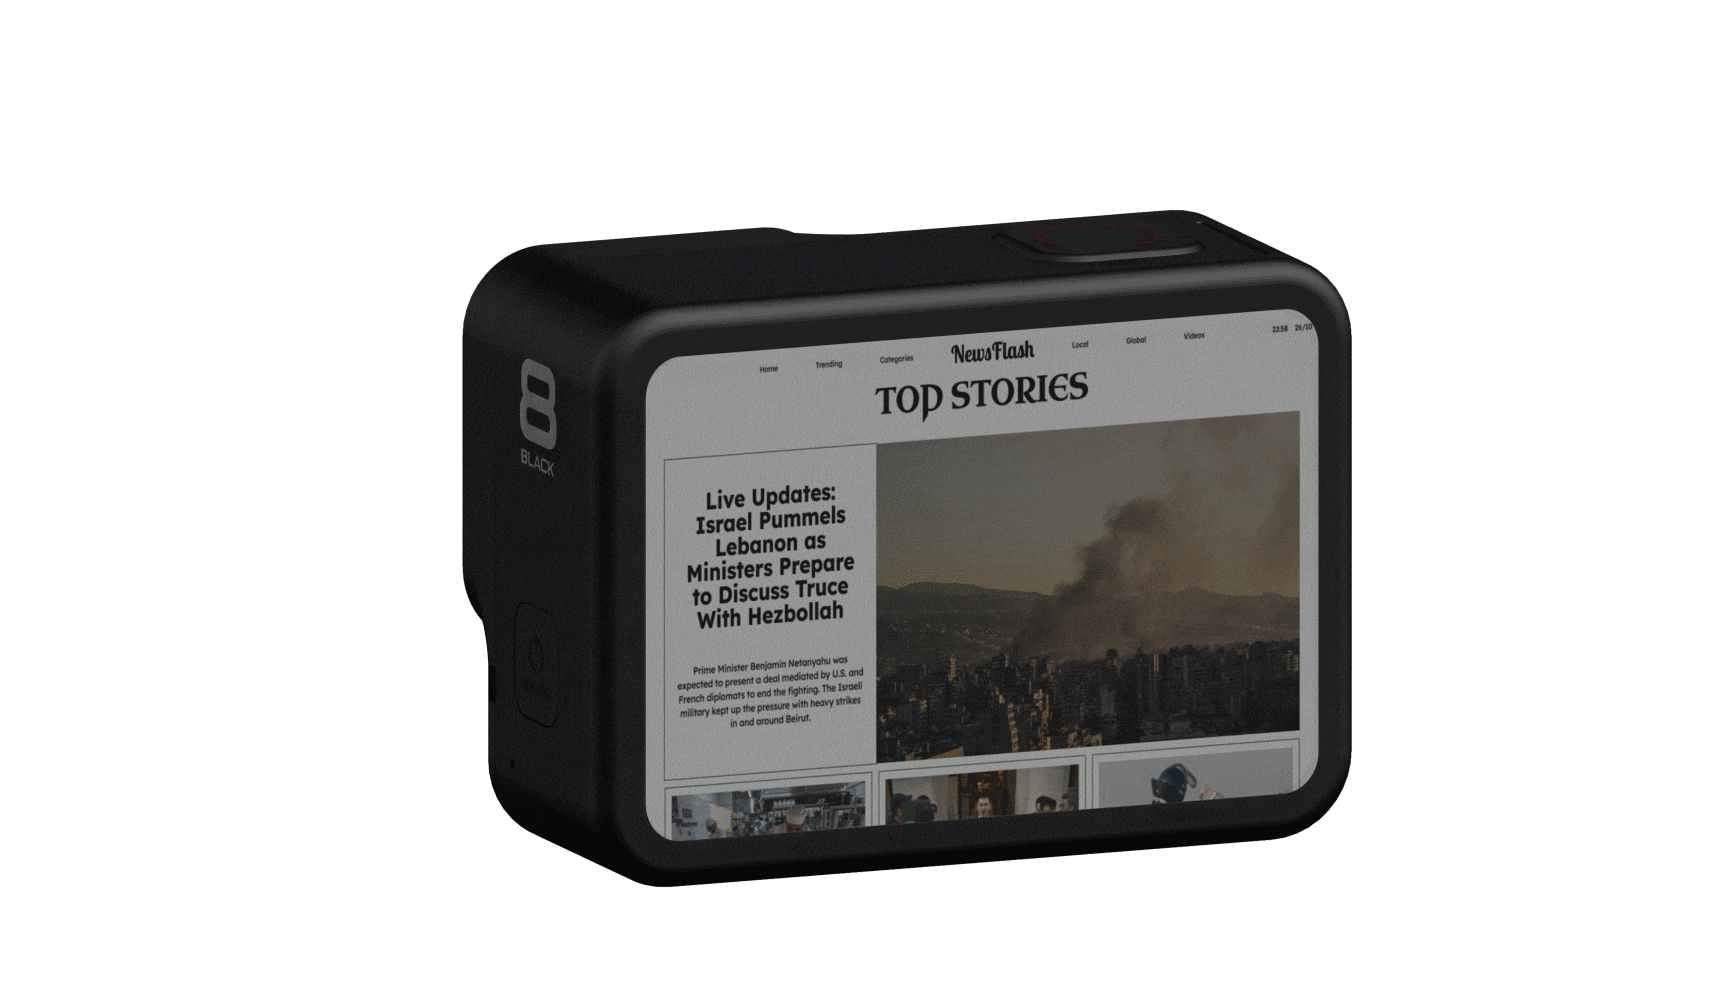 8
BLACK
Home
Trending
Categories
NewsFlash
Local
Global
Videos
22:58 26/10
TOP STORIES
Live Updates:
Israel Pummels
Lebanon as
Ministers Prepare
to Discuss Truce
With Hezbollah
Prime Minister Benjamin Netanyahu was
expected to present a deal mediated by U.S. and
French diplomats to end the fighting. The Israeli
military kept up the pressure with heavy strikes
in and around Beirut.